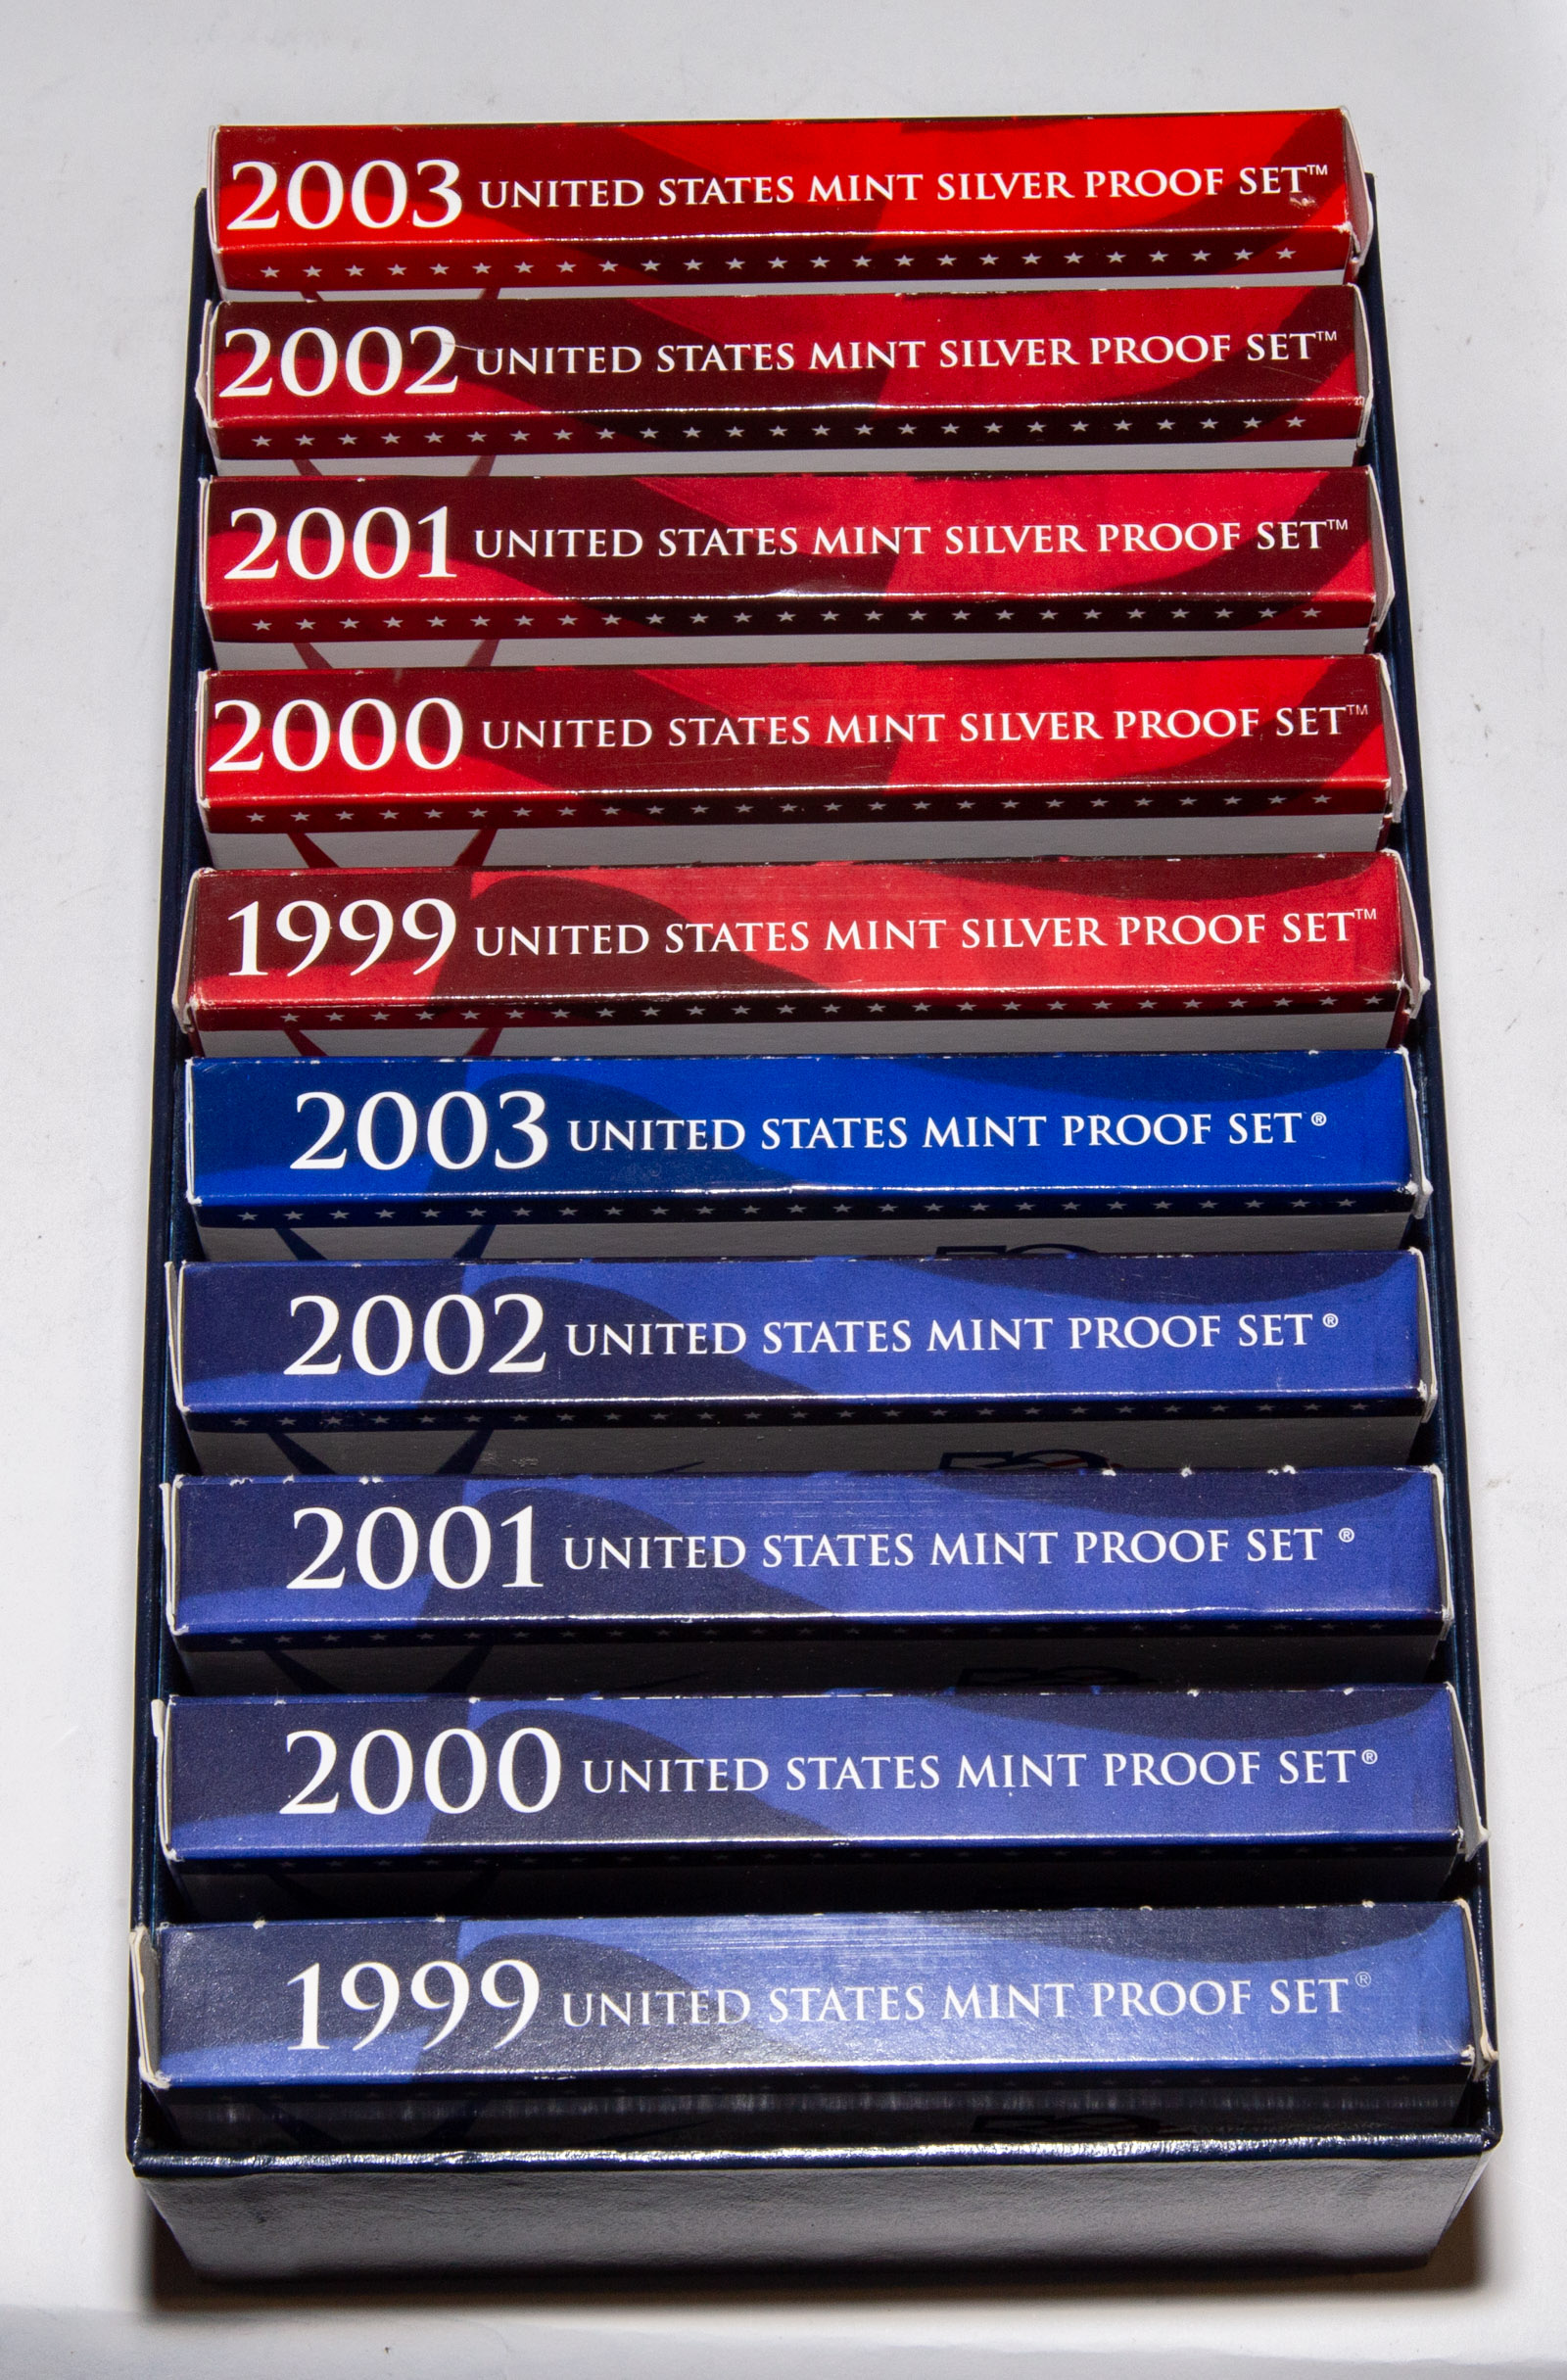 2003 UNITED STATES MINT SILVER PROOF SET™
2002 UNITED STATES MINT SILVER PROOF SET™
2001 UNITED STATES MINT SILVER PROOF SET™
2000 UNITED STATES MINT SILVER PROOF SET™
1999 UNITED STATES MINT SILVER PROOF SET™
2003 UNITED STATES MINT PROOF SET®
2002 UNITED STATES MINT PROOF SET®
2001 UNITED STATES MINT PROOF SET®
2000 UNITED STATES MINT PROOF SET®
1999 UNITED STATES MINT PROOF SET®